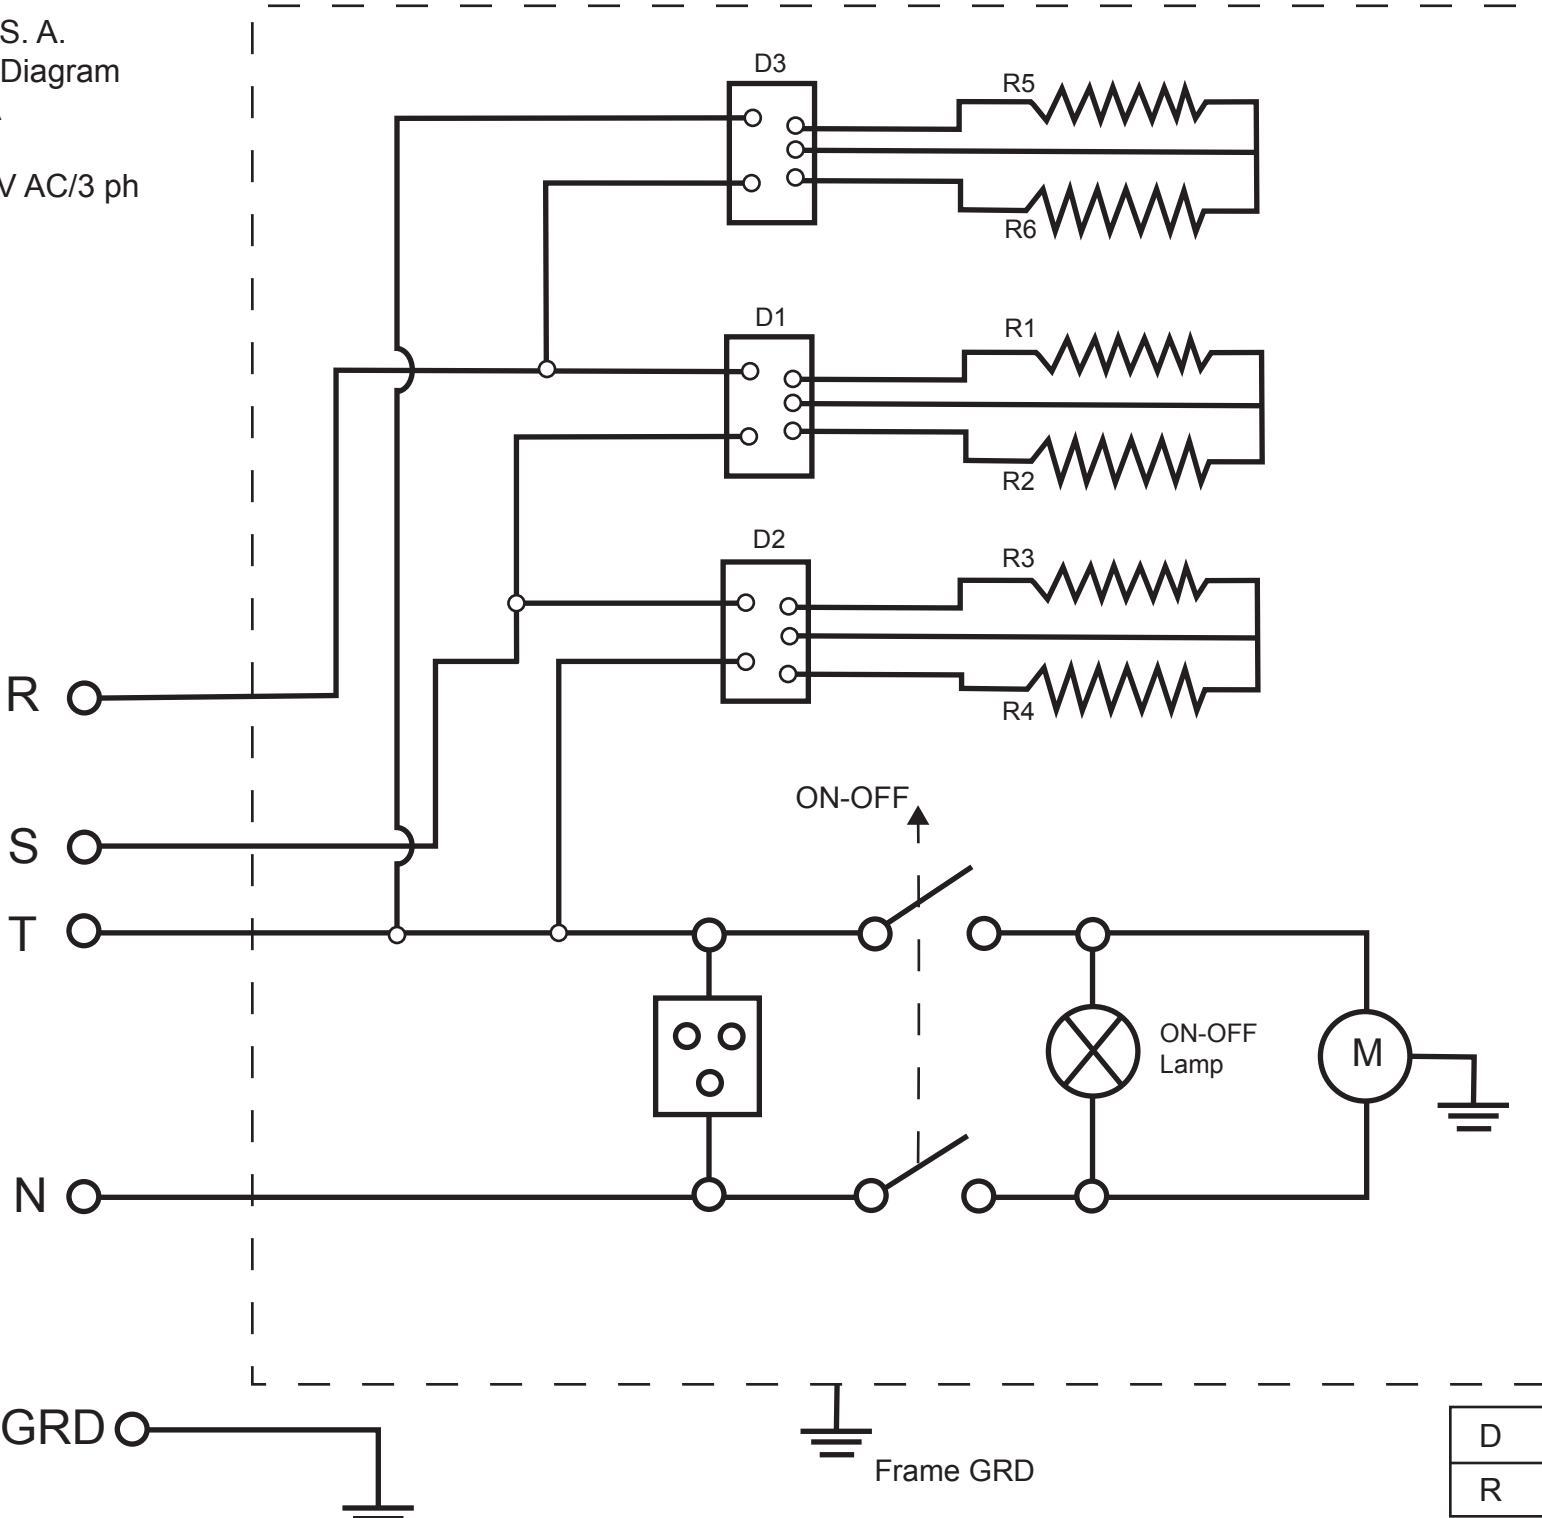 S. A.
Diagram
V AC/3 ph
D3
R5
R6
D1
R1
R2
D2
R3
R4
R
S
T
N
ON-OFF
ON-OFF
Lamp
M
GRD
Frame GRD
D
R